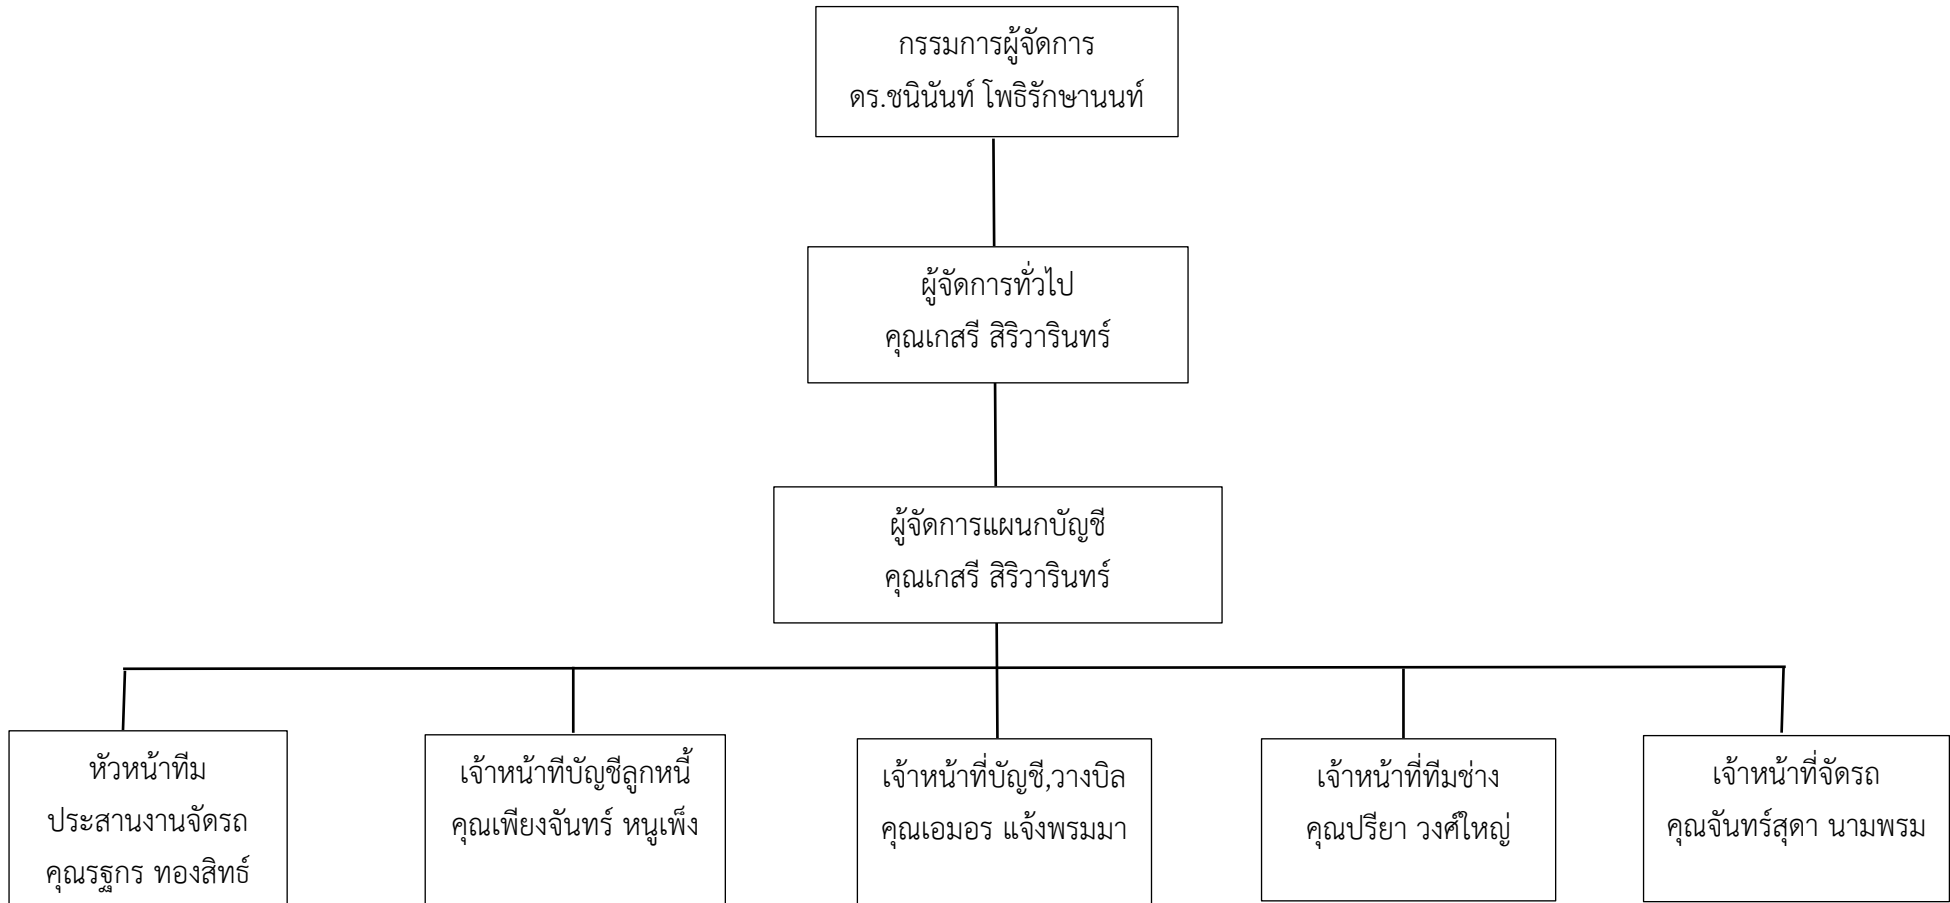 กรรมการผู้จัดการ
ดร.ชนินันท์ โพธิรักษานนท์
ผู้จัดการทั่วไป
คุณเกสรี สิริวารินทร์
ผู้จัดการแผนกบัญชี
คุณเกสรี สิริวารินทร์
หัวหน้าทีม
ประสานงานจัดรถ
คุณรฐกร ทองสิทธ์
เจ้าหน้าทีบัญชีลูกหนี้
คุณเพียงจันทร์ หนูเพ็ง
เจ้าหน้าที่บัญชี,วางบิล
คุณเอมอร แจ้งพรมมา
เจ้าหน้าที่ทีมช่าง
คุณปรียา วงศ์ใหญ่
เจ้าหน้าที่จัดรถ
คุณจันทร์สุดา นามพรม